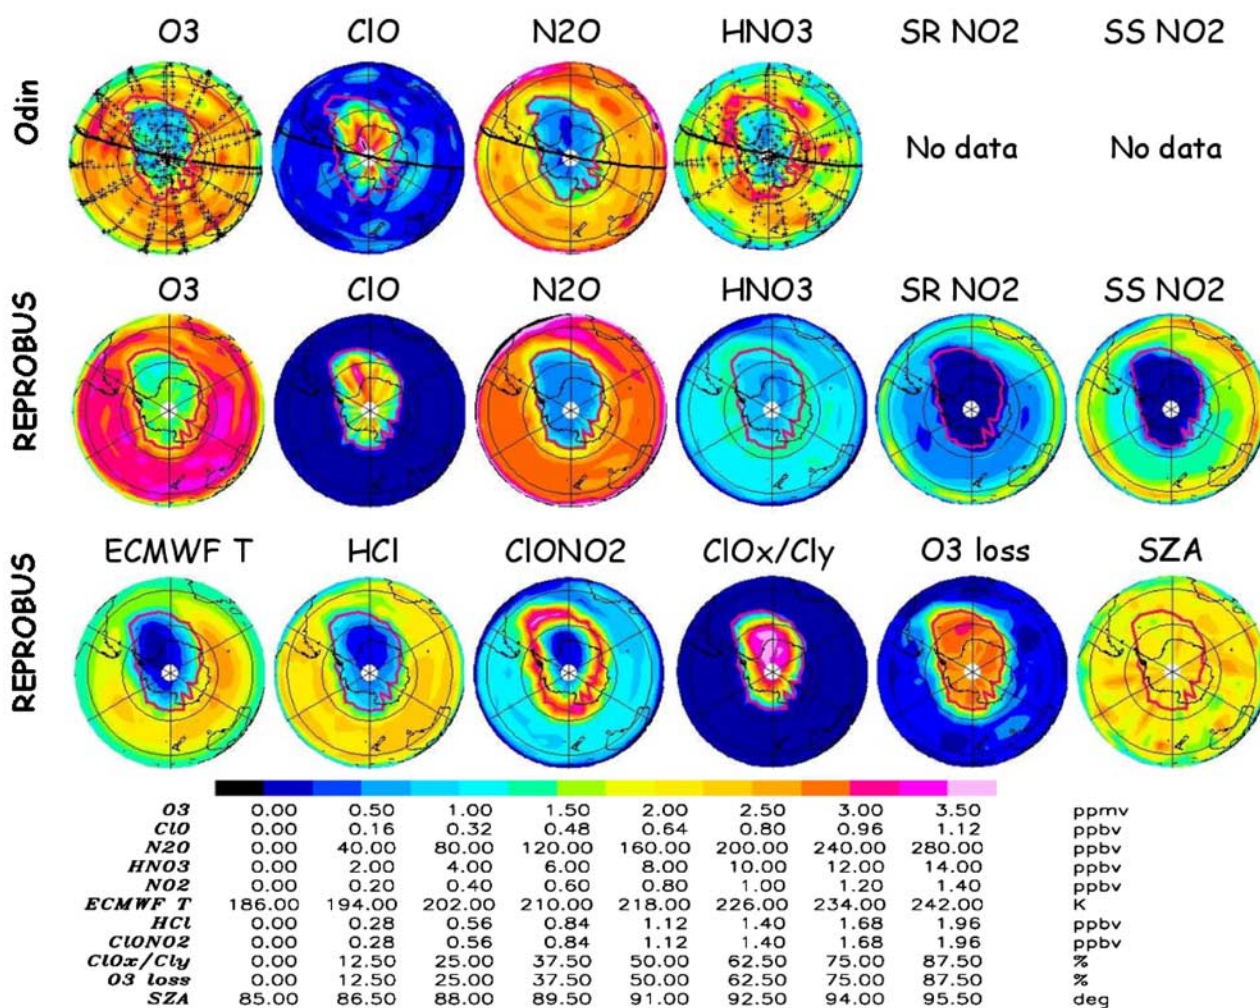 O3 ClO N2O HNO3 SR NO2 SS NO2
Odin
No data No data
O3 ClO N2O HNO3 SR NO2 SS NO2
REPROBUS
ECMWF T HCl ClONO2 ClOx/Cly O3 loss SZA
REPROBUS
O3 0.00 0.50 1.00 1.50 2.00 2.50 3.00 3.50 ppmv
ClO 0.00 0.16 0.32 0.48 0.64 0.80 0.96 1.12 ppbv
N2O 0.00 40.00 80.00 120.00 160.00 200.00 240.00 280.00 ppbv
HNO3 0.00 2.00 4.00 6.00 8.00 10.00 12.00 14.00 ppbv
NO2 0.00 0.20 0.40 0.60 0.80 1.00 1.20 1.40 ppbv
ECMWF T 186.00 194.00 202.00 210.00 218.00 226.00 234.00 242.00 K
HCl 0.00 0.28 0.56 0.84 1.12 1.40 1.68 1.96 ppbv
ClONO2 0.00 0.28 0.56 0.84 1.12 1.40 1.68 1.96 ppbv
ClOx/Cly 0.00 12.50 25.00 37.50 50.00 62.50 75.00 87.50 %
O3 loss 0.00 12.50 25.00 37.50 50.00 62.50 75.00 87.50 %
SZA 85.00 86.50 88.00 89.50 91.00 92.50 94.00 95.50 deg